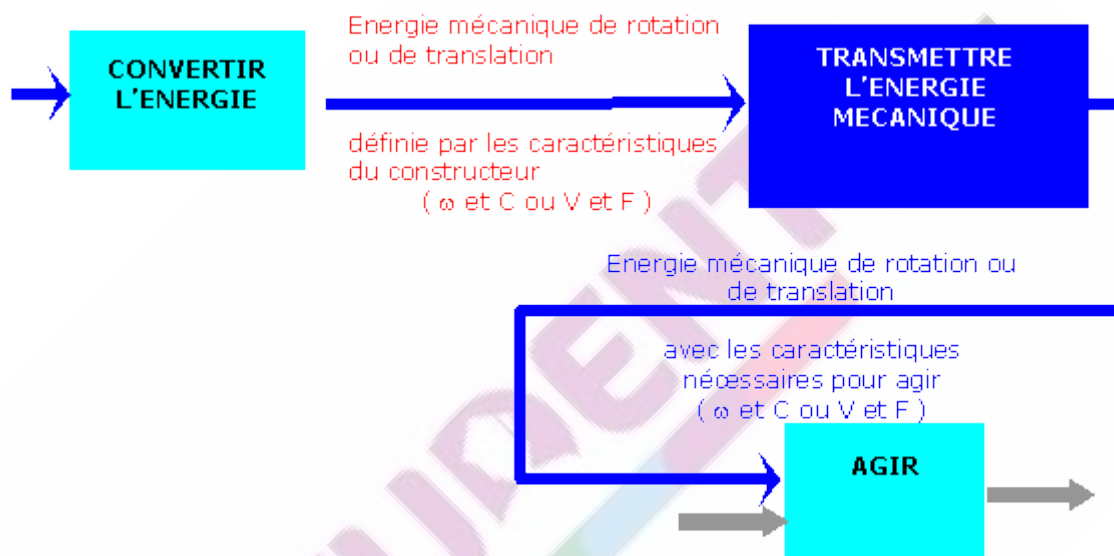 CONVERTIR
L'ENERGIE
Energie mécanique de rotation
ou de translation
définie par les caractéristiques
du constructeur
( ω et C ou V et F )
TRANSMETTRE
L'ENERGIE
MECANIQUE
Energie mécanique de rotation ou
de translation
avec les caractéristiques
nécessaires pour agir
( ω et C ou V et F )
AGIR